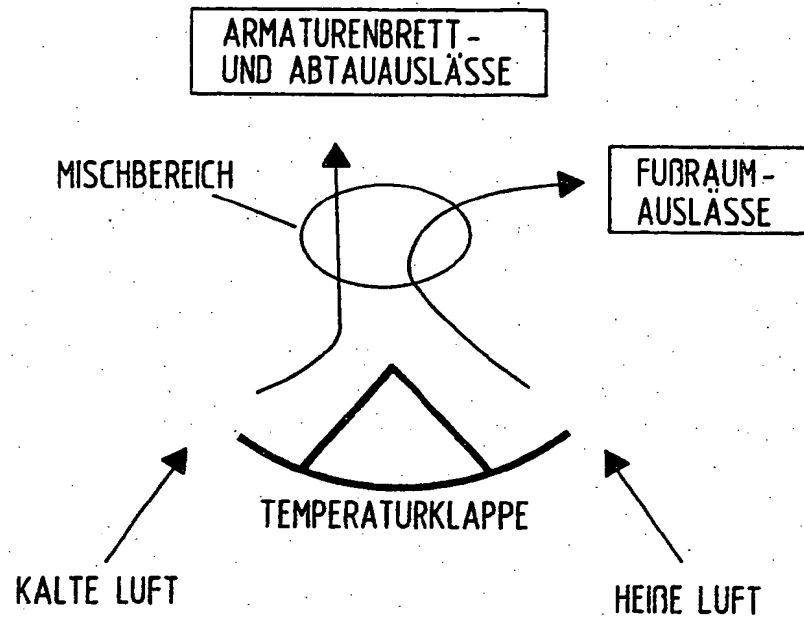 ARMATURENBRETT-
UND ABTAUAUSLÄSSE
MISCHBEREICH
FUßRAUM-
AUSLÄSSE
TEMPERATURKLAPPE
KALTE LUFT
HEIßE LUFT